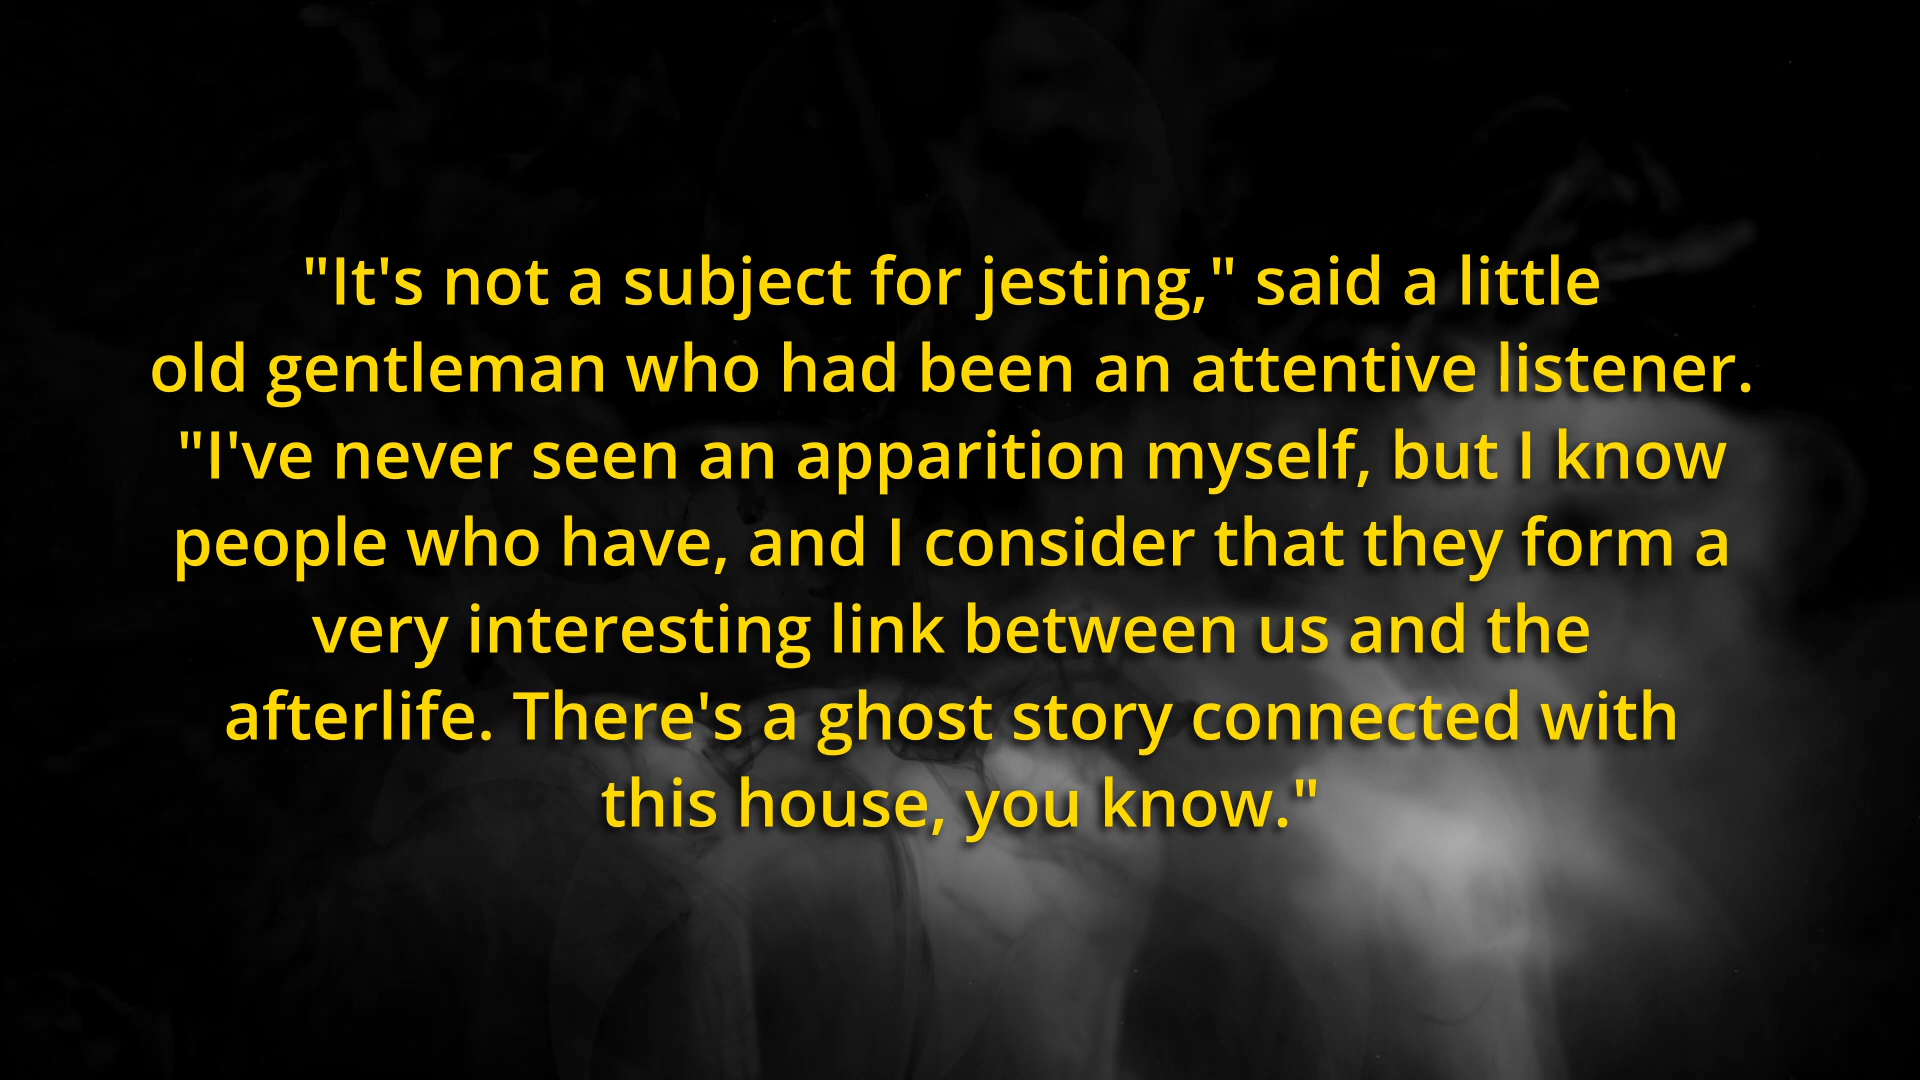 "It's not a subject for jesting," said a little
old gentleman who had been an attentive listener.
"I've never seen an apparition myself, but I know
people who have, and I consider that they form a
very interesting link between us and the
afterlife. There's a ghost story connected with
this house, you know."